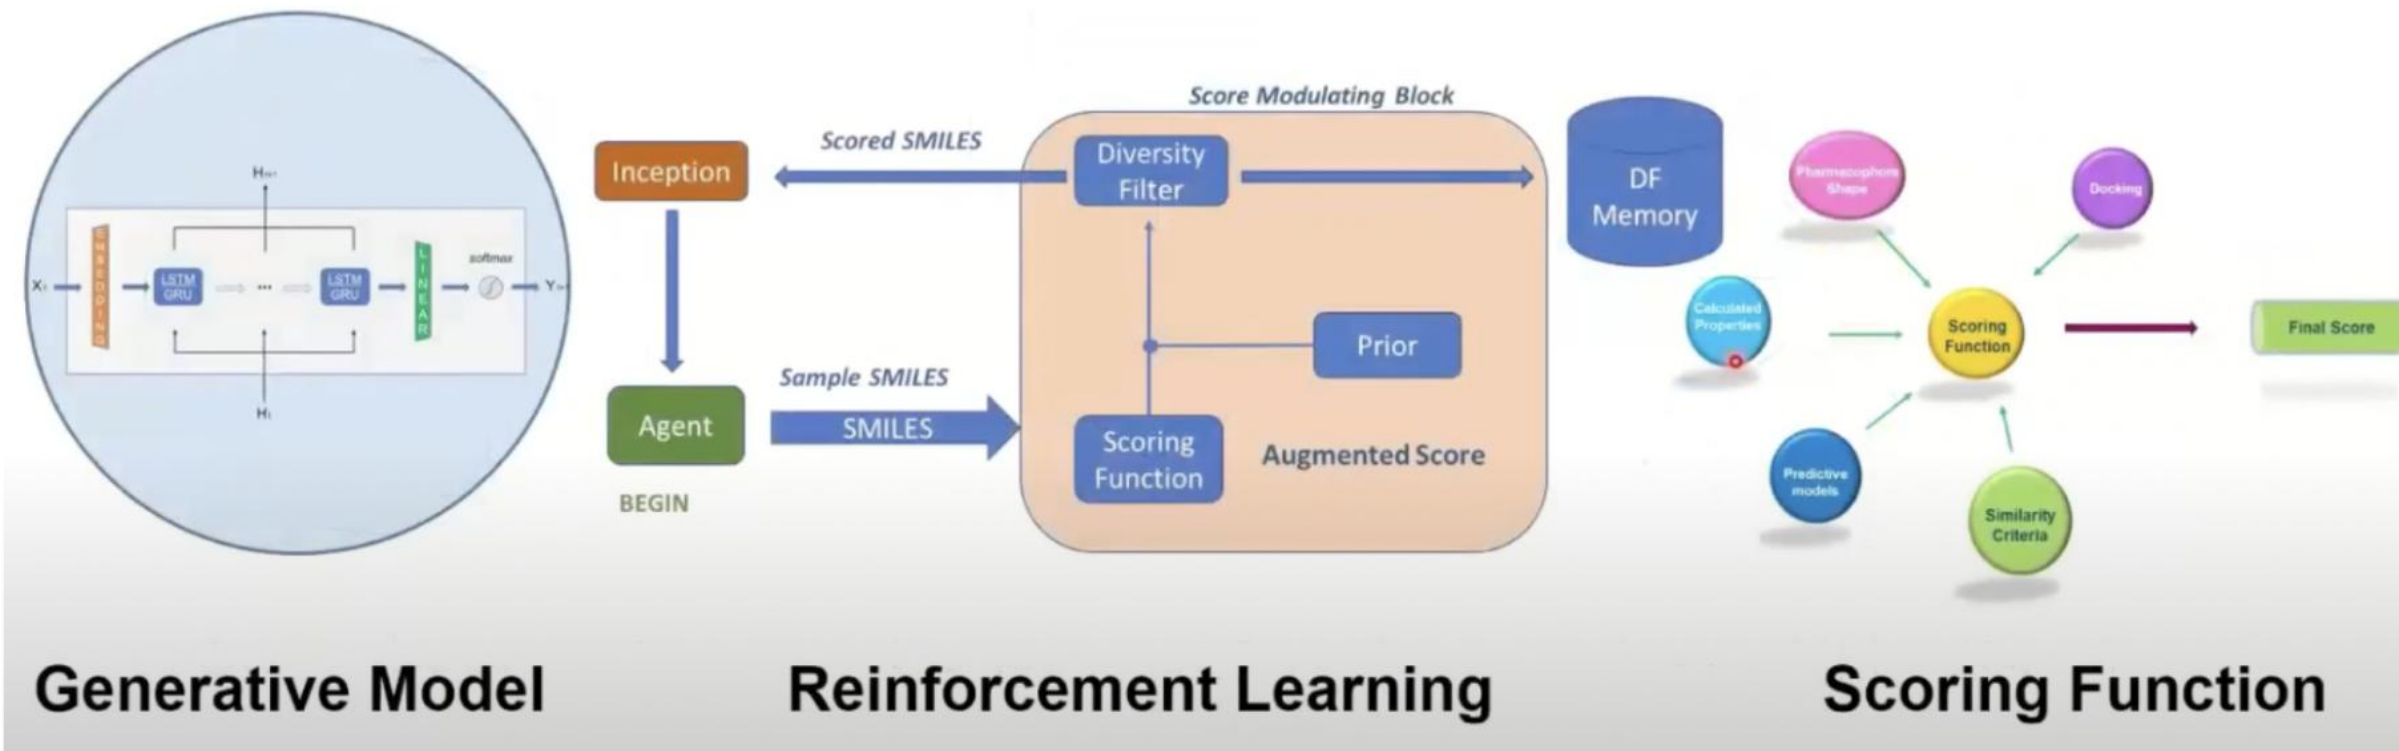 Score Modulating Block
Scored SMILES
Inception
Diversity
Filter
DF
Memory
Pharmacophore
Shape
Docking
EMBEDDING
LSTM
GRU
...
LSTM
GRU
LINEAR
softmax
Calculated
Properties
Scoring
Function
Final Score
Prior
Sample SMILES
Agent
SMILES
BEGIN
Scoring
Function
Augmented Score
Predictive
models
Similarity
Criteria
Generative Model
Reinforcement Learning
Scoring Function